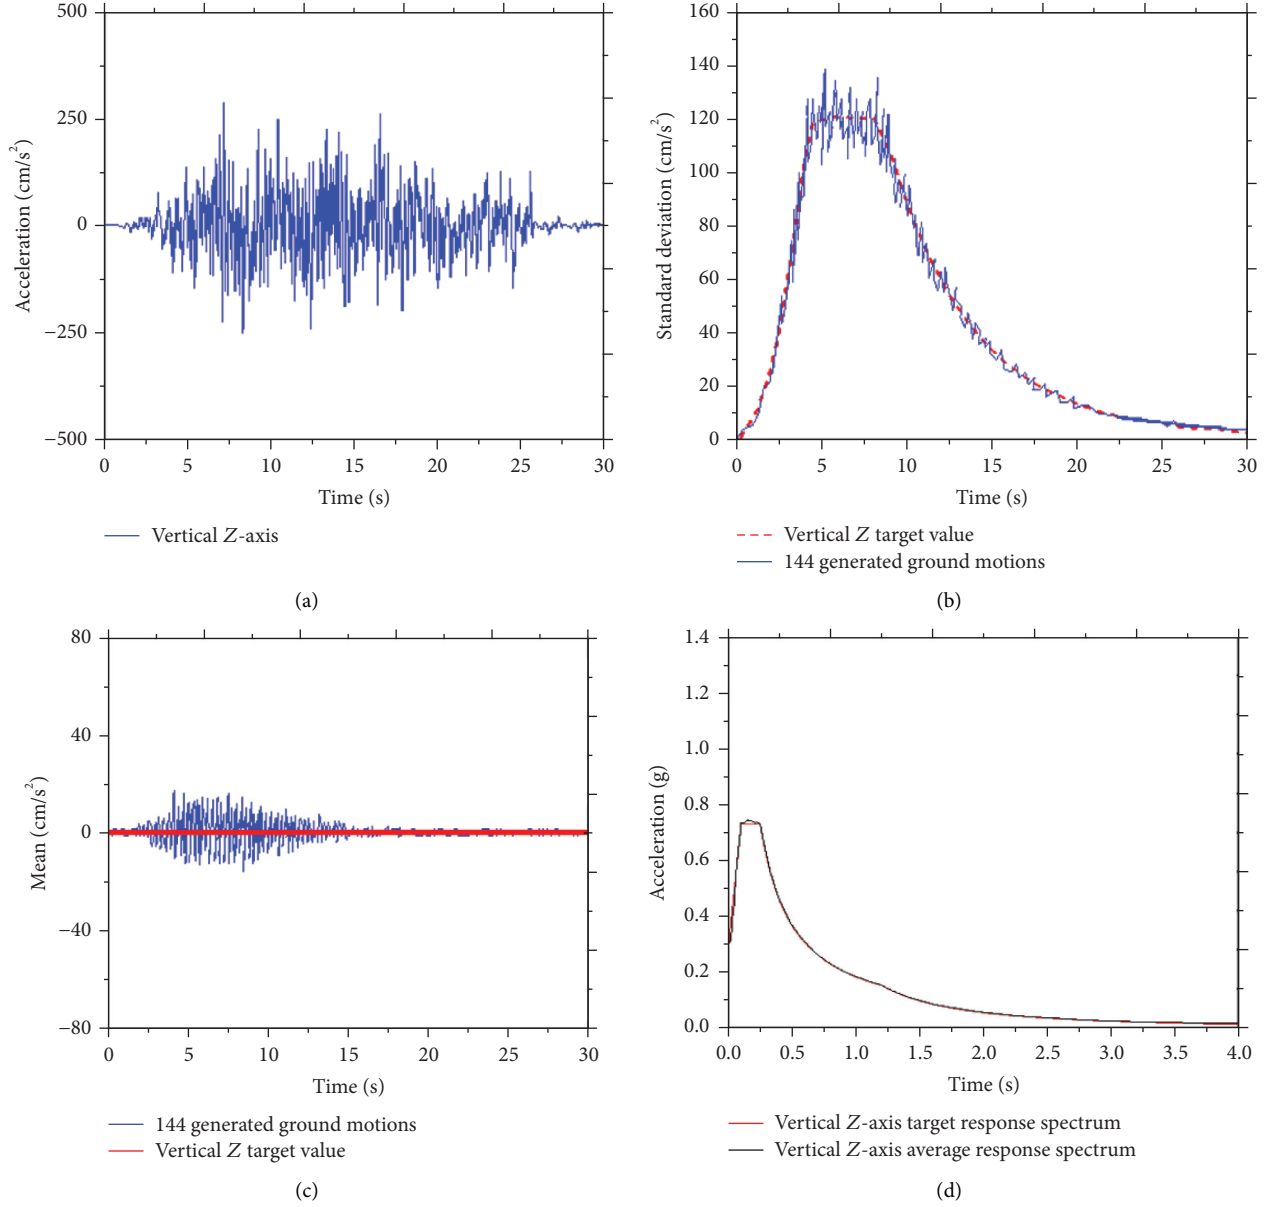 500
250
0
−250
−500
Acceleration (cm/s²)
0 5 10 15 20 25 30
Time (s)
Vertical Z-axis
(a)
160
140
120
100
80
60
40
20
0
Standard deviation (cm/s²)
0 5 10 15 20 25 30
Time (s)
Vertical Z target value
144 generated ground motions
(b)
80
40
0
−40
−80
Mean (cm/s²)
0 5 10 15 20 25 30
Time (s)
144 generated ground motions
Vertical Z target value
(c)
1.4
1.2
1.0
0.8
0.6
0.4
0.2
0.0
Acceleration (g)
0.0 0.5 1.0 1.5 2.0 2.5 3.0 3.5 4.0
Time (s)
Vertical Z-axis target response spectrum
Vertical Z-axis average response spectrum
(d)